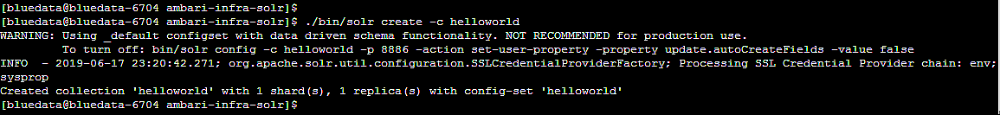 [bluedata@bluedata-6704 ambari-infra-solr]$
[bluedata@bluedata-6704 ambari-infra-solr]$ ./bin/solr create -c helloworld
WARNING: Using _default configset with data driven schema functionality. NOT RECOMMENDED for production use.
         To turn off: bin/solr config -c helloworld -p 8886 -action set-user-property -property update.autoCreateFields -value false
INFO  - 2019-06-17 23:20:42.271; org.apache.solr.util.configuration.SSLCredentialProviderFactory; Processing SSL Credential Provider chain: env;
sysprop
Created collection 'helloworld' with 1 shard(s), 1 replica(s) with config-set 'helloworld'
[bluedata@bluedata-6704 ambari-infra-solr]$